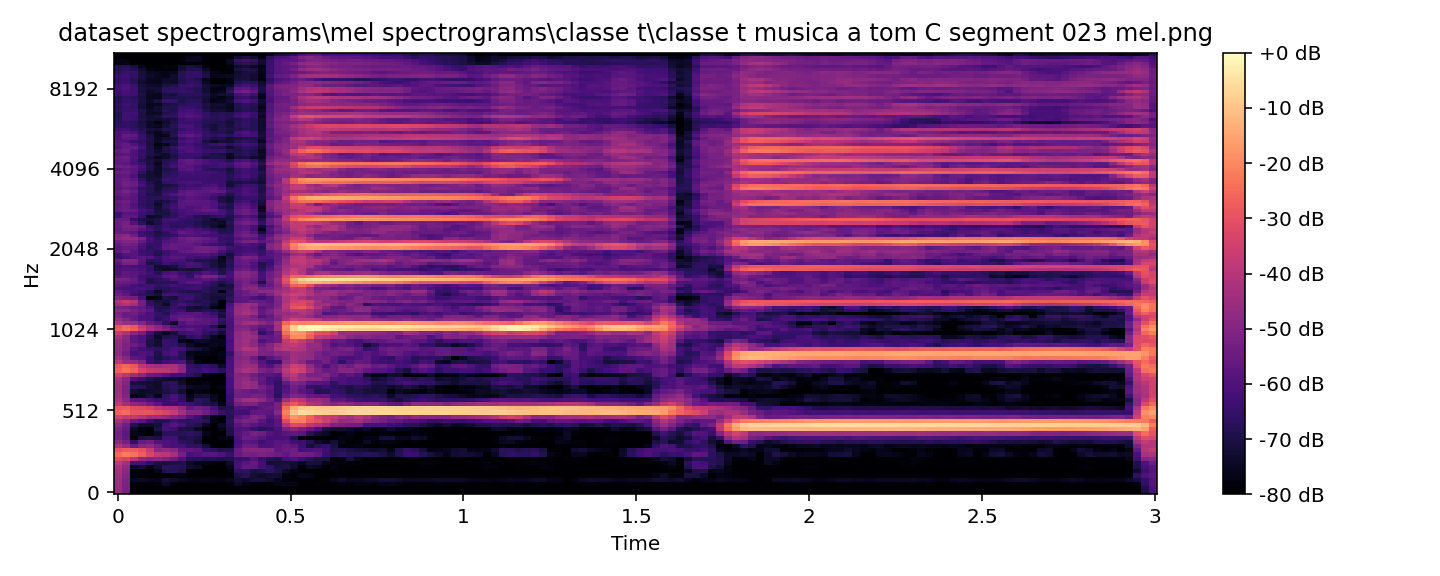 dataset spectrograms\mel spectrograms\classe t\classe t musica a tom C segment 023 mel.png
8192
4096
2048
1024
512
0
Hz
0
0.5
1
1.5
2
2.5
3
Time
+0 dB
-10 dB
-20 dB
-30 dB
-40 dB
-50 dB
-60 dB
-70 dB
-80 dB